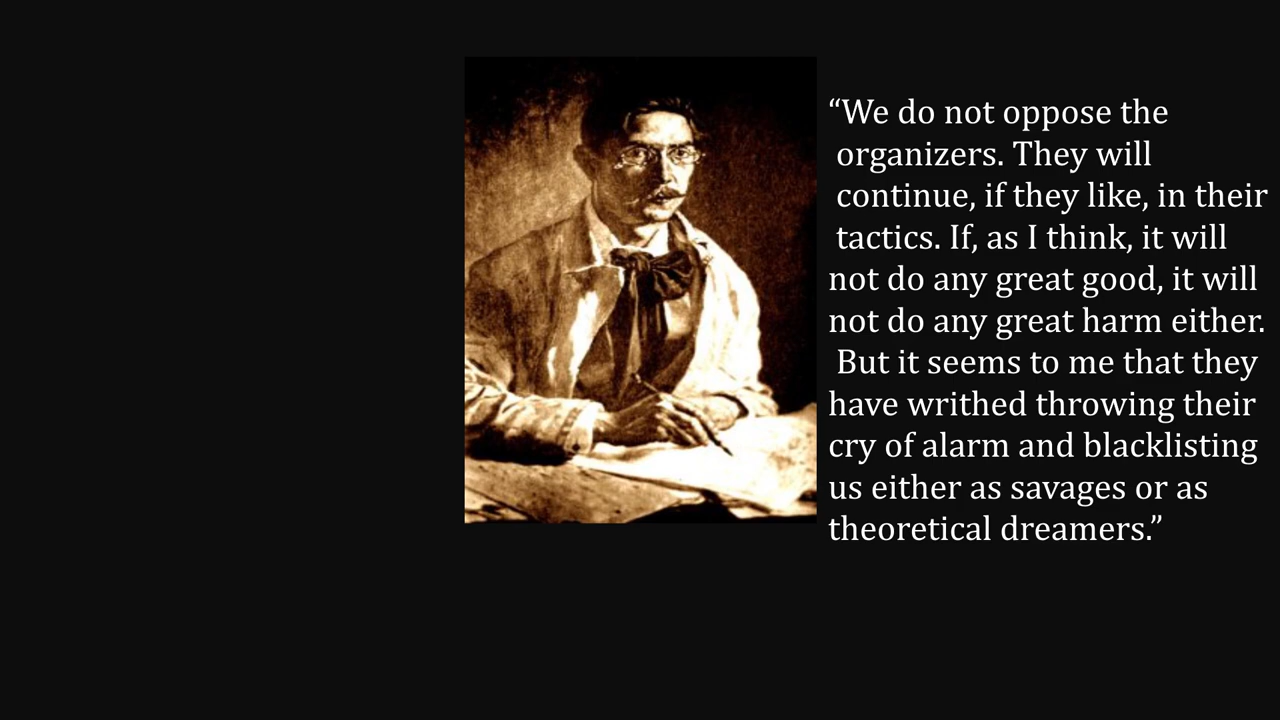 “We do not oppose the
organizers. They will
continue, if they like, in their
tactics. If, as I think, it will
not do any great good, it will
not do any great harm either.
But it seems to me that they
have writhed throwing their
cry of alarm and blacklisting
us either as savages or as
theoretical dreamers.”